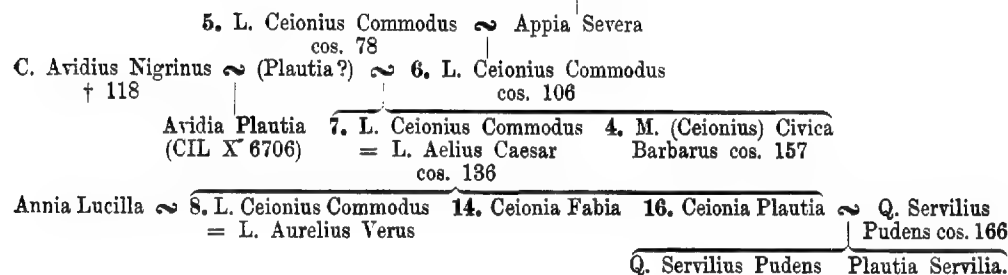 5. L. Ceionius Commodus ∾ Appia Severa
cos. 78
C. Avidius Nigrinus ∾ (Plautia?) ∾ 6. L. Ceionius Commodus
† 118 cos. 106
Avidia Plautia 7. L. Ceionius Commodus 4. M. (Ceionius) Civica
(CIL X 6706) = L. Aelius Caesar Barbarus cos. 157
cos. 136
Annia Lucilla ∾ 8. L. Ceionius Commodus 14. Ceionia Fabia 16. Ceionia Plautia ∾ Q. Servilius
= L. Aurelius Verus Pudens cos. 166
Q. Servilius Pudens Plautia Servilia.